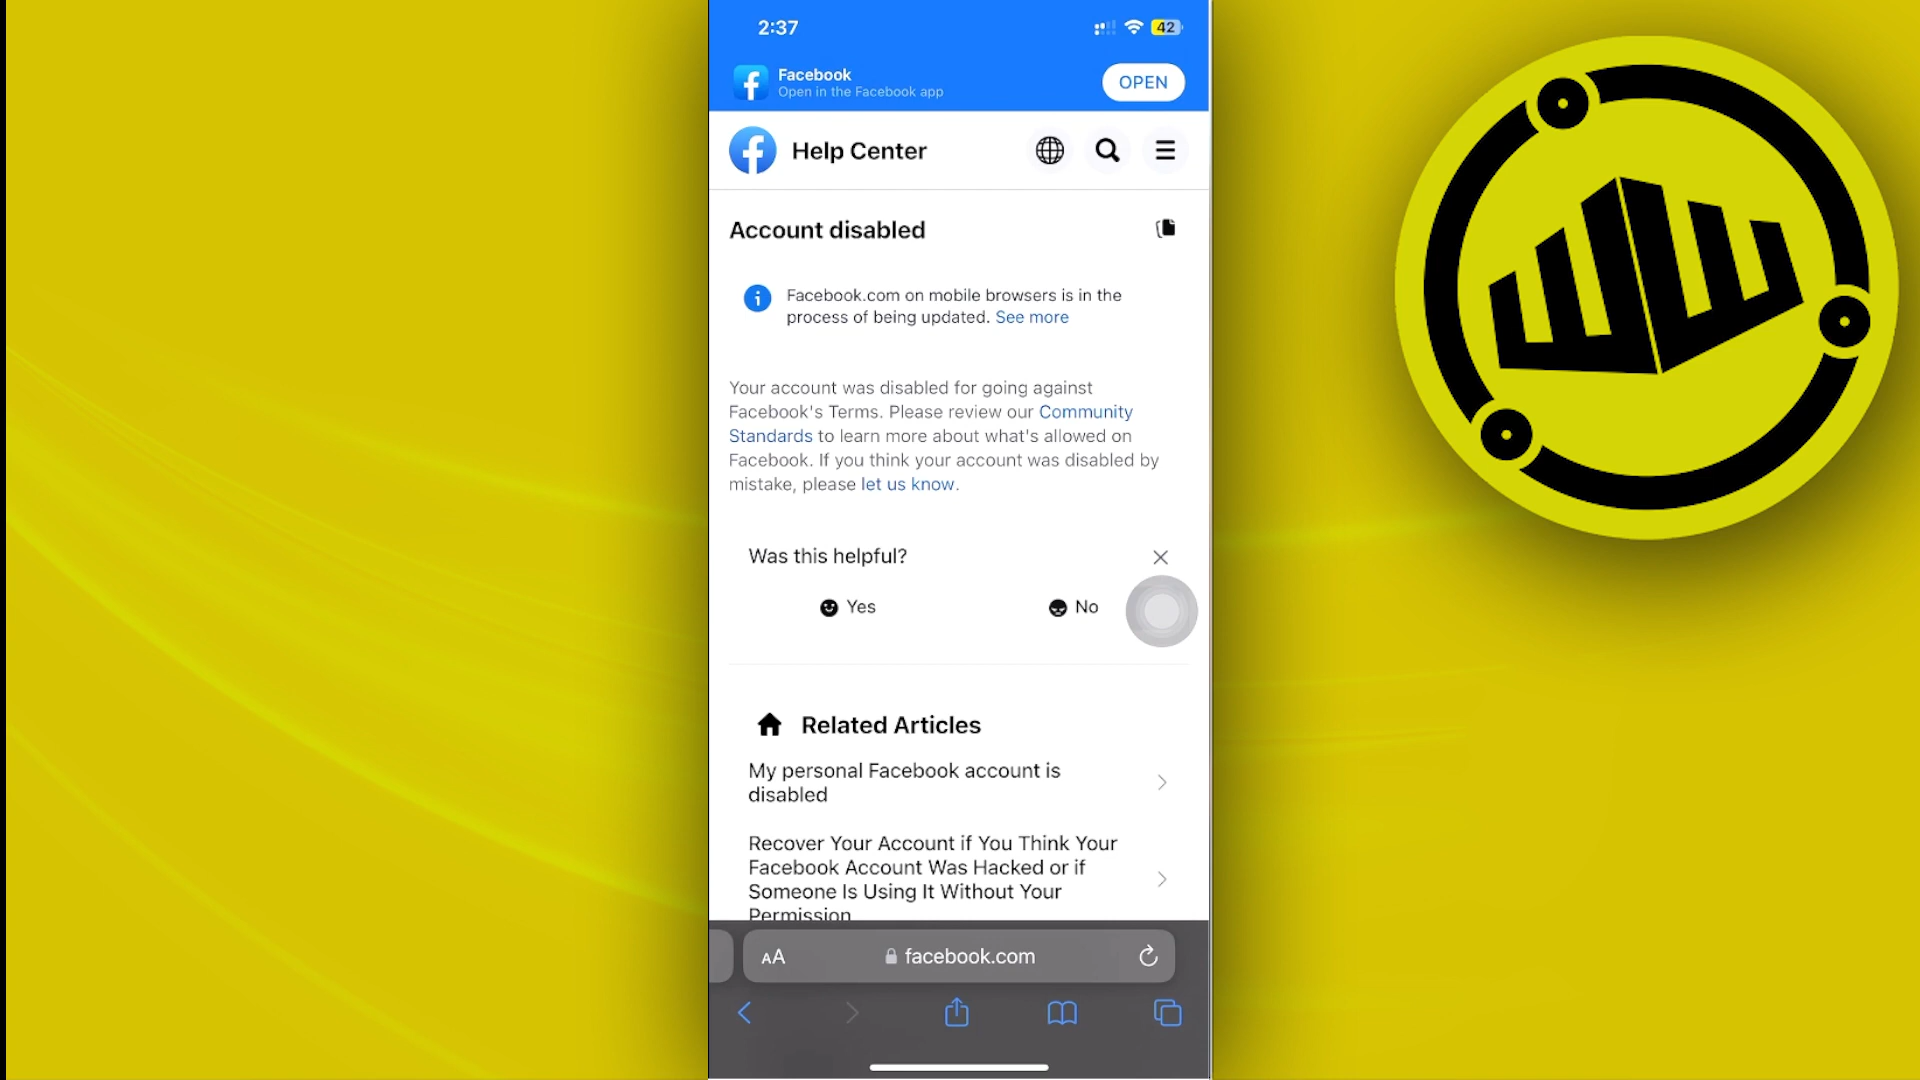 2:37
42
Facebook
Open in the Facebook app
OPEN
Help Center
Account disabled
Facebook.com on mobile browsers is in the
process of being updated. See more
Your account was disabled for going against
Facebook's Terms. Please review our Community
Standards to learn more about what's allowed on
Facebook. If you think your account was disabled by
mistake, please let us know.
Was this helpful?
Yes
No
Related Articles
My personal Facebook account is
disabled
Recover Your Account if You Think Your
Facebook Account Was Hacked or if
Someone Is Using It Without Your
Permission
AA
facebook.com